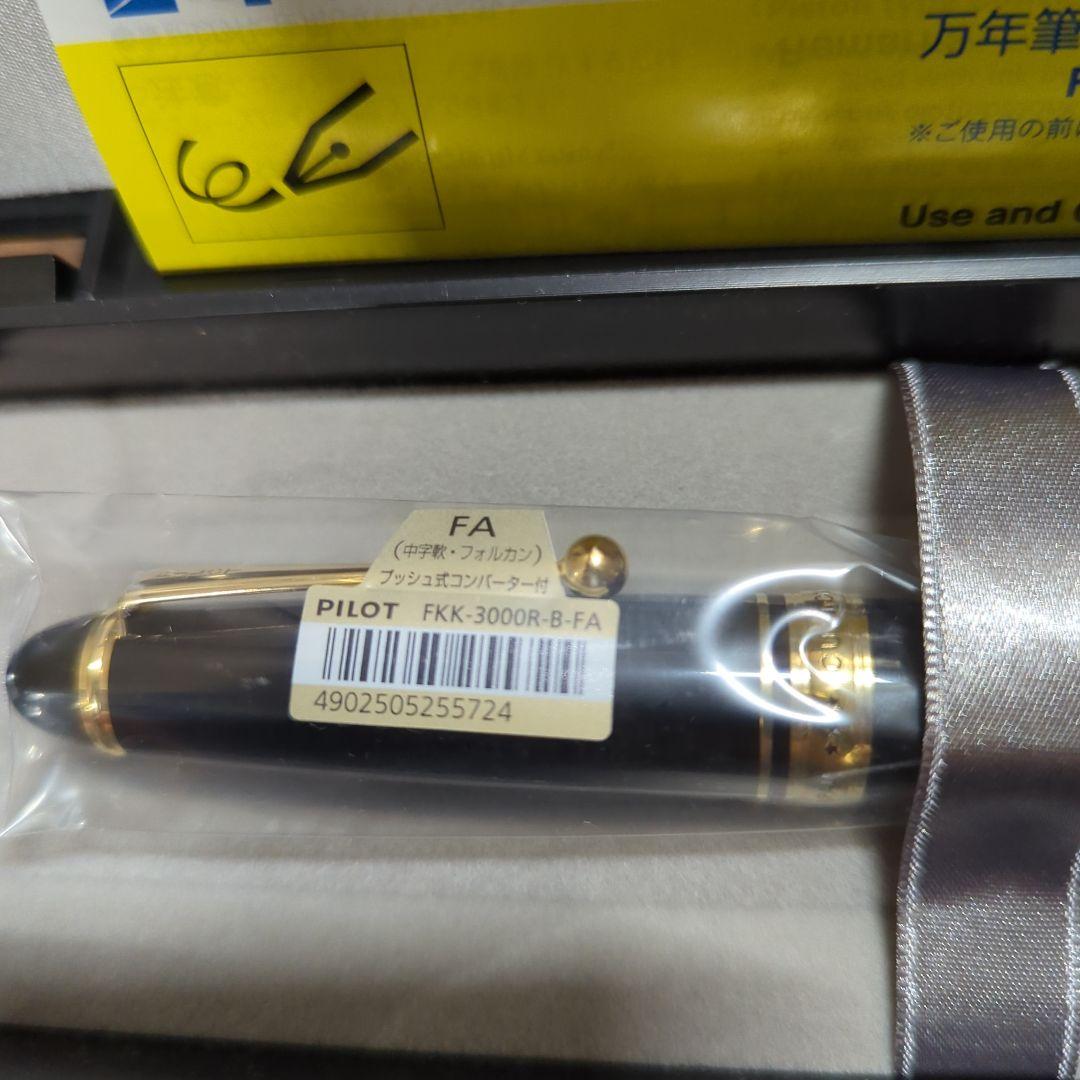 万年筆
※ご使用の前に
Use and
FA
(中字軟・フォルカン)
プッシュ式コンバーター付
PILOT FKK-3000R-B-FA
4902505255724